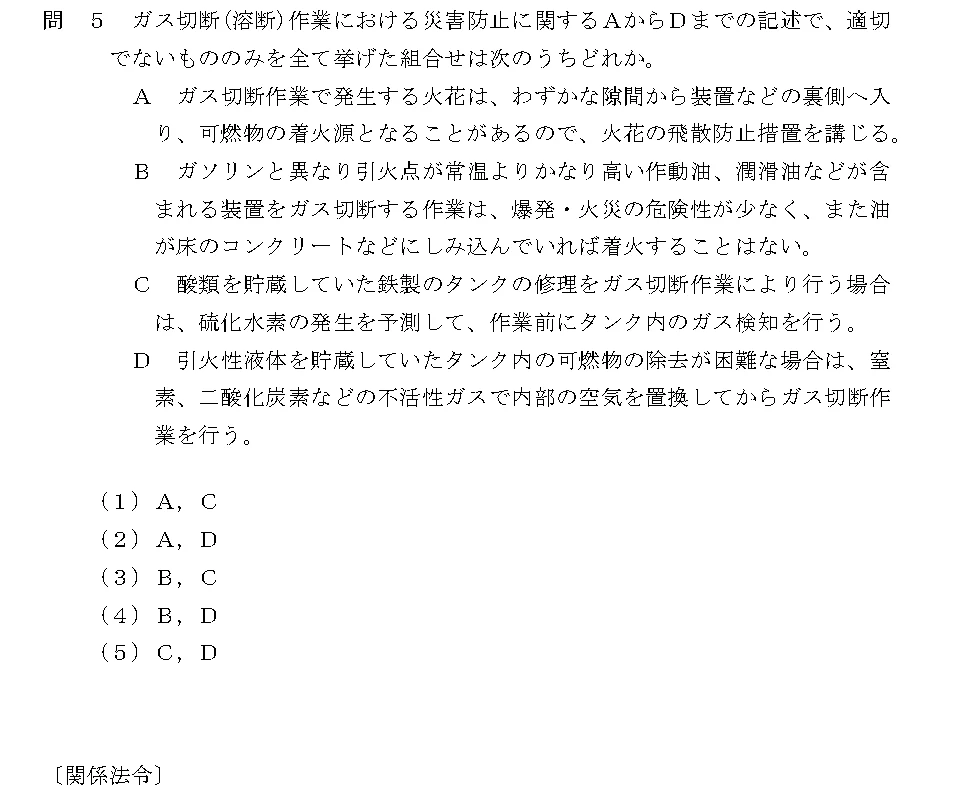 問　５　ガス切断(溶断)作業における災害防止に関するＡからＤまでの記述で、適切
でないもののみを全て挙げた組合せは次のうちどれか。
Ａ　ガス切断作業で発生する火花は、わずかな隙間から装置などの裏側へ入
り、可燃物の着火源となることがあるので、火花の飛散防止措置を講じる。
Ｂ　ガソリンと異なり引火点が常温よりかなり高い作動油、潤滑油などが含
まれる装置をガス切断する作業は、爆発・火災の危険性が少なく、また油
が床のコンクリートなどにしみ込んでいれば着火することはない。
Ｃ　酸類を貯蔵していた鉄製のタンクの修理をガス切断作業により行う場合
は、硫化水素の発生を予測して、作業前にタンク内のガス検知を行う。
Ｄ　引火性液体を貯蔵していたタンク内の可燃物の除去が困難な場合は、窒
素、二酸化炭素などの不活性ガスで内部の空気を置換してからガス切断作
業を行う。
（１）Ａ，Ｃ
（２）Ａ，Ｄ
（３）Ｂ，Ｃ
（４）Ｂ，Ｄ
（５）Ｃ，Ｄ
〔関係法令〕